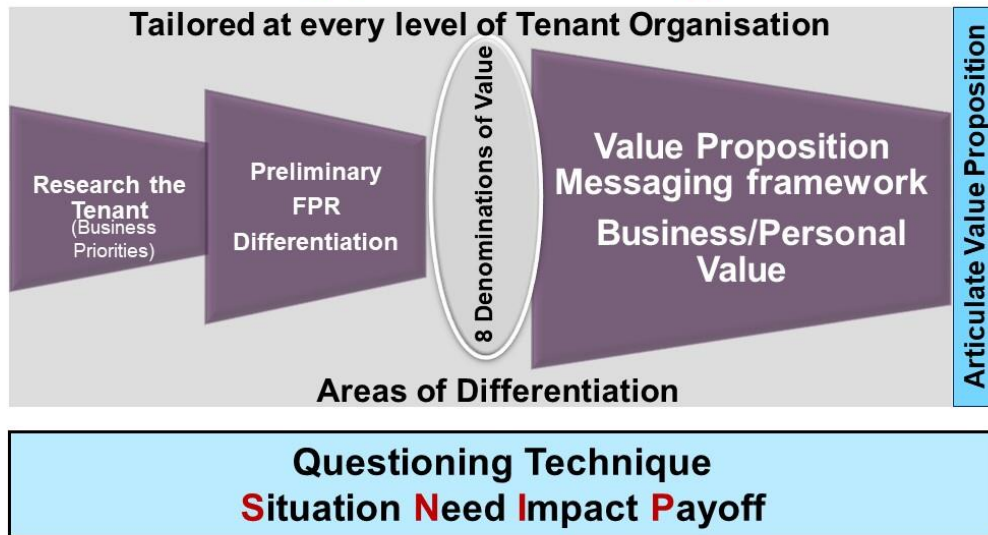 Tailored at every level of Tenant Organisation
Research the
Tenant
(Business
Priorities)
Preliminary
FPR
Differentiation
8 Denominations of Value
Value Proposition
Messaging framework
Business/Personal
Value
Articulate Value Proposition
Areas of Differentiation
Questioning Technique
Situation Need Impact Payoff